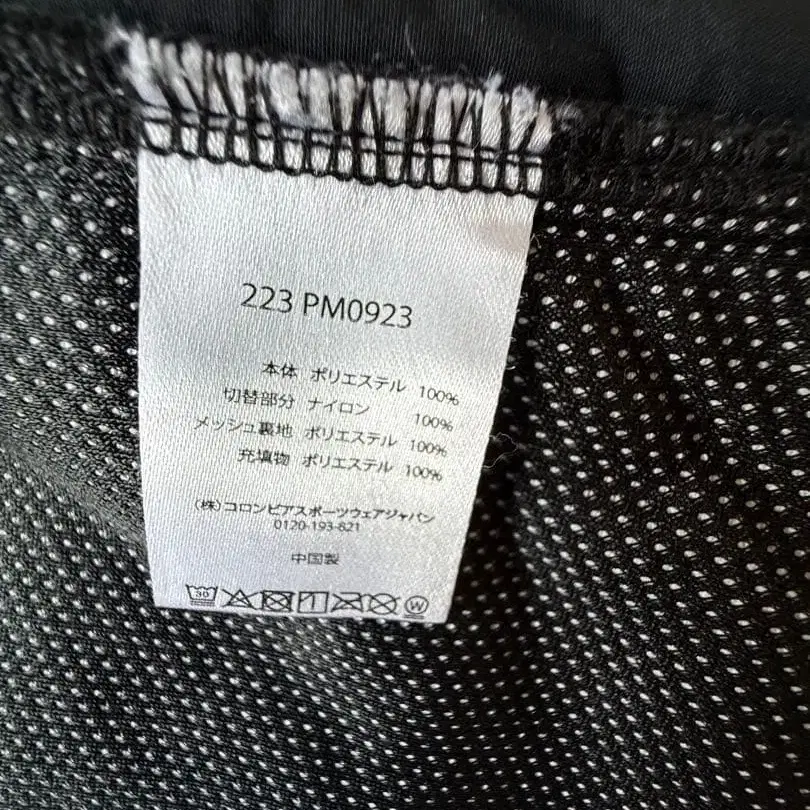 223 PM0923
本体 ポリエステル 100%
切替部分 ナイロン 100%
メッシュ裏地 ポリエステル 100%
充填物 ポリエステル 100%
(株)コロンビアスポーツウェアジャパン
0120-193-821
中国製
30 W